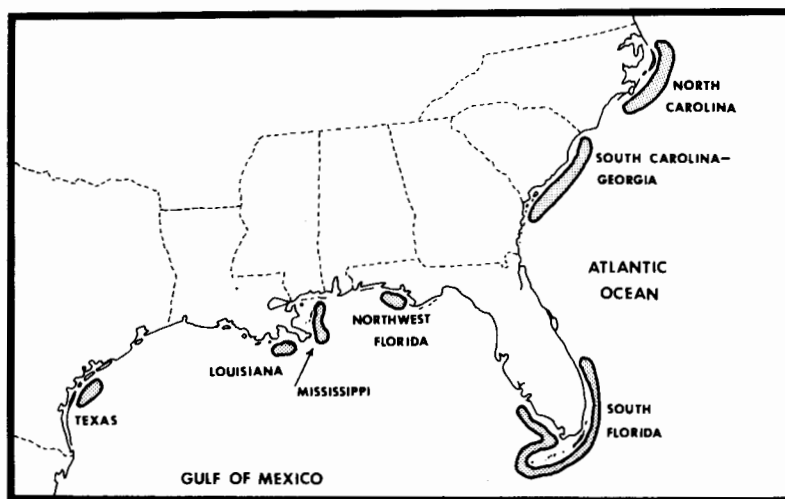 NORTH
CAROLINA
SOUTH CAROLINA—
GEORGIA
ATLANTIC
OCEAN
NORTHWEST
FLORIDA
LOUISIANA
MISSISSIPPI
TEXAS
SOUTH
FLORIDA
GULF OF MEXICO